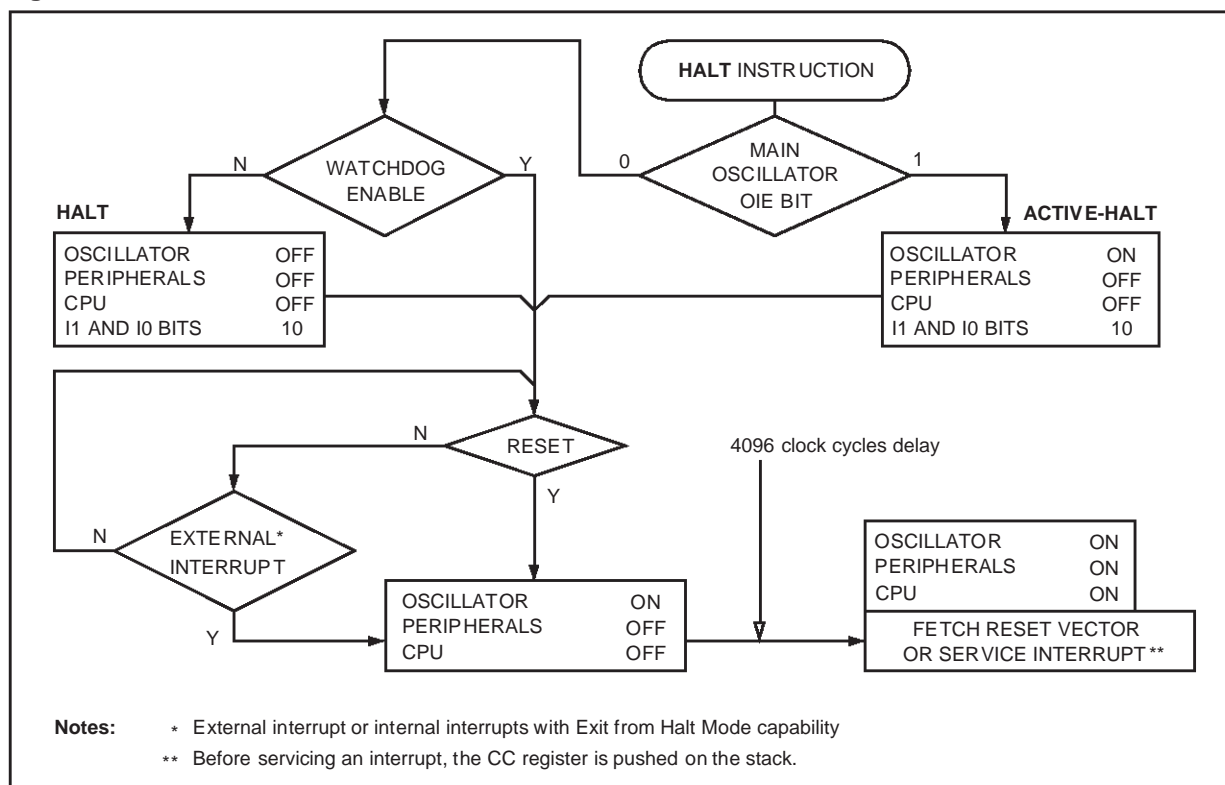 HALT INSTRUCTION
MAIN
OSCILLATOR
OIE BIT
0
1
WATCHDOG
ENABLE
N
Y
HALT
OSCILLATOR OFF
PERIPHERALS OFF
CPU OFF
I1 AND I0 BITS 10
ACTIVE-HALT
OSCILLATOR ON
PERIPHERALS OFF
CPU OFF
I1 AND I0 BITS 10
RESET
N
Y
4096 clock cycles delay
EXTERNAL*
INTERRUPT
N
Y
OSCILLATOR ON
PERIPHERALS OFF
CPU OFF
OSCILLATOR ON
PERIPHERALS ON
CPU ON
FETCH RESET VECTOR
OR SERVICE INTERRUPT**
Notes: * External interrupt or internal interrupts with Exit from Halt Mode capability
** Before servicing an interrupt, the CC register is pushed on the stack.